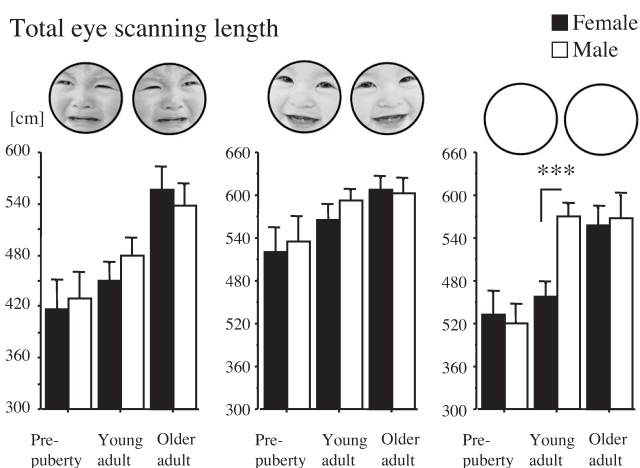 Total eye scanning length
Female
Male
[cm]
600
540
480
420
360
300
660
600
540
480
520
360
300
660
600
540
480
520
360
300
***
Pre-
puberty
Young
adult
Older
adult
Pre-
puberty
Young
adult
Older
adult
Pre-
puberty
Young
adult
Older
adult